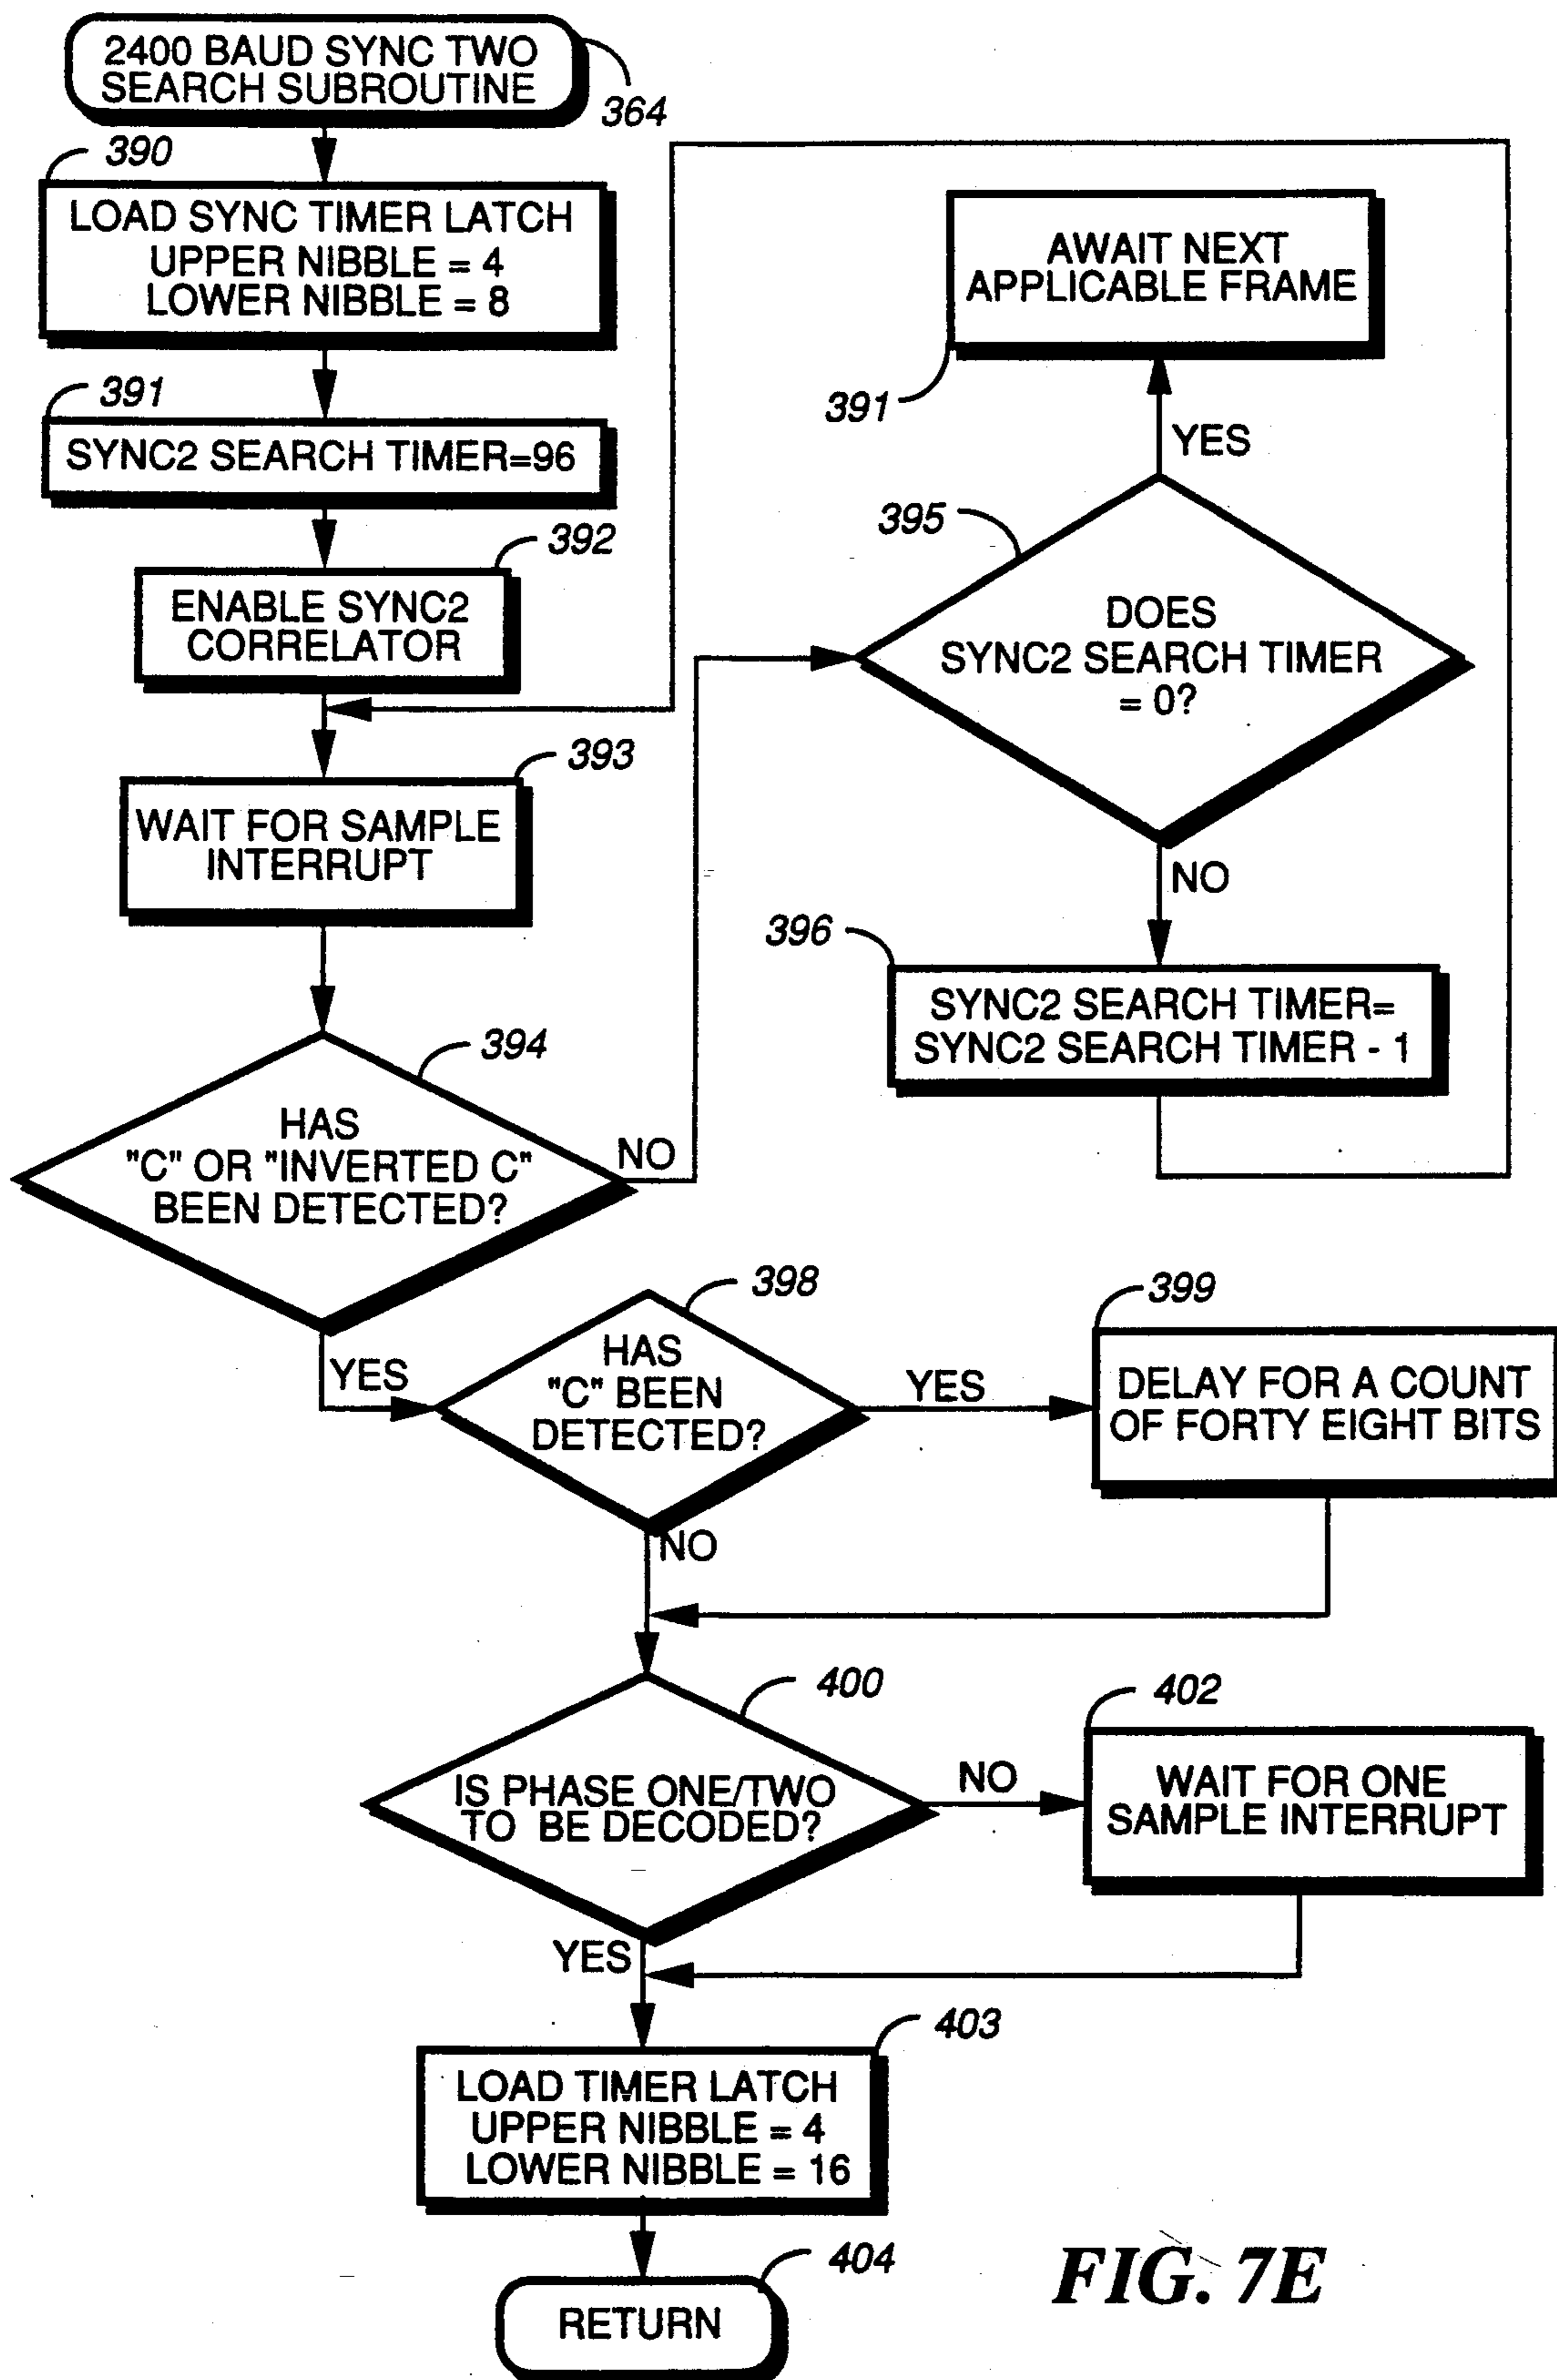 2400 BAUD SYNC TWO
SEARCH SUBROUTINE
364
390
LOAD SYNC TIMER LATCH
UPPER NIBBLE = 4
LOWER NIBBLE = 8
391
SYNC2 SEARCH TIMER=96
392
ENABLE SYNC2
CORRELATOR
393
WAIT FOR SAMPLE
INTERRUPT
394
HAS
"C" OR "INVERTED C"
BEEN DETECTED?
NO
YES
AWAIT NEXT
APPLICABLE FRAME
391
YES
395
DOES
SYNC2 SEARCH TIMER
= 0?
NO
396
SYNC2 SEARCH TIMER=
SYNC2 SEARCH TIMER - 1
398
HAS
"C" BEEN
DETECTED?
YES
NO
399
DELAY FOR A COUNT
OF FORTY EIGHT BITS
400
IS PHASE ONE/TWO
TO BE DECODED?
NO
YES
402
WAIT FOR ONE
SAMPLE INTERRUPT
403
LOAD TIMER LATCH
UPPER NIBBLE = 4
LOWER NIBBLE = 16
404
RETURN
FIG. 7E